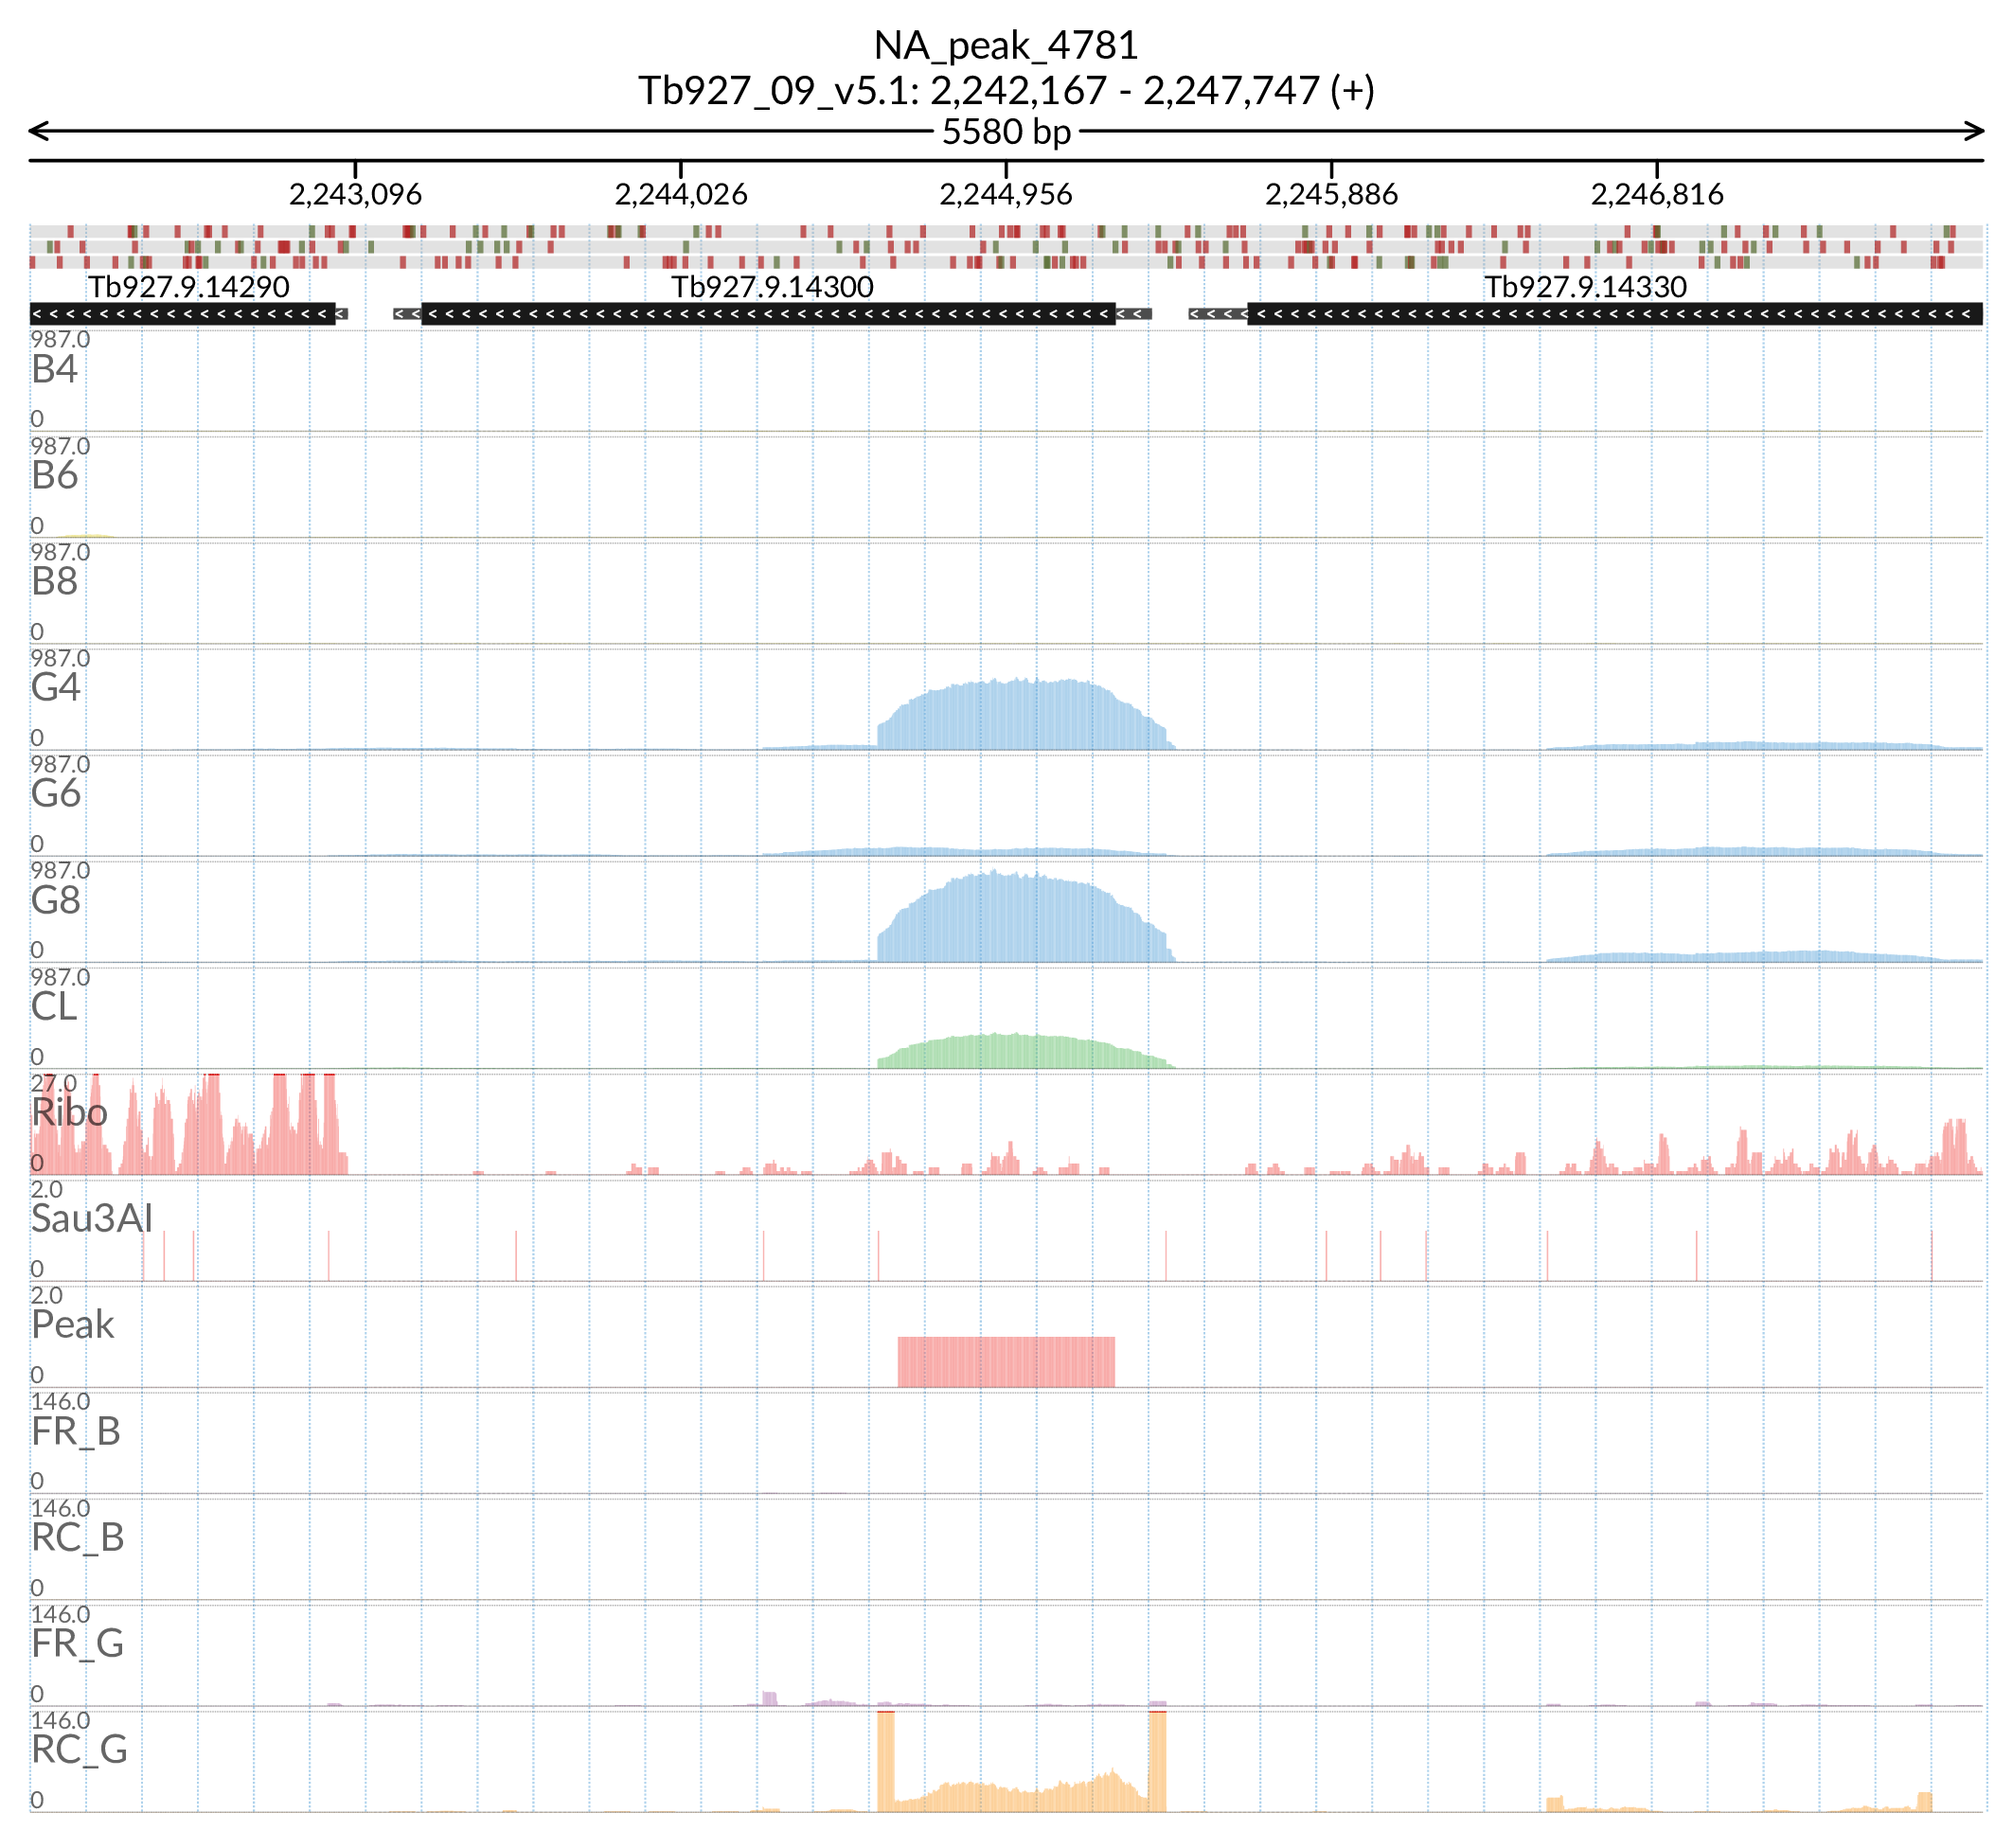 NA_peak_4781
Tb927_09_v5.1: 2,242,167 - 2,247,747 (+)
5580 bp
2,243,096 2,244,026 2,244,956 2,245,886 2,246,816
Tb927.9.14290 Tb927.9.14300 Tb927.9.14330
987.0
B4
0
987.0
B6
0
987.0
B8
0
987.0
G4
0
987.0
G6
0
987.0
G8
0
987.0
CL
0
27.0
Ribo
0
2.0
Sau3AI
0
2.0
Peak
0
146.0
FR_B
0
146.0
RC_B
0
146.0
FR_G
0
146.0
RC_G
0